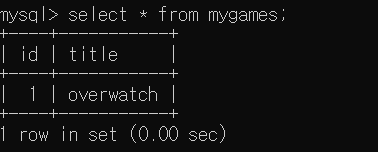 mysql> select * from mygames;
+----+-----------+
| id | title     |
+----+-----------+
|  1 | overwatch |
+----+-----------+
1 row in set (0.00 sec)